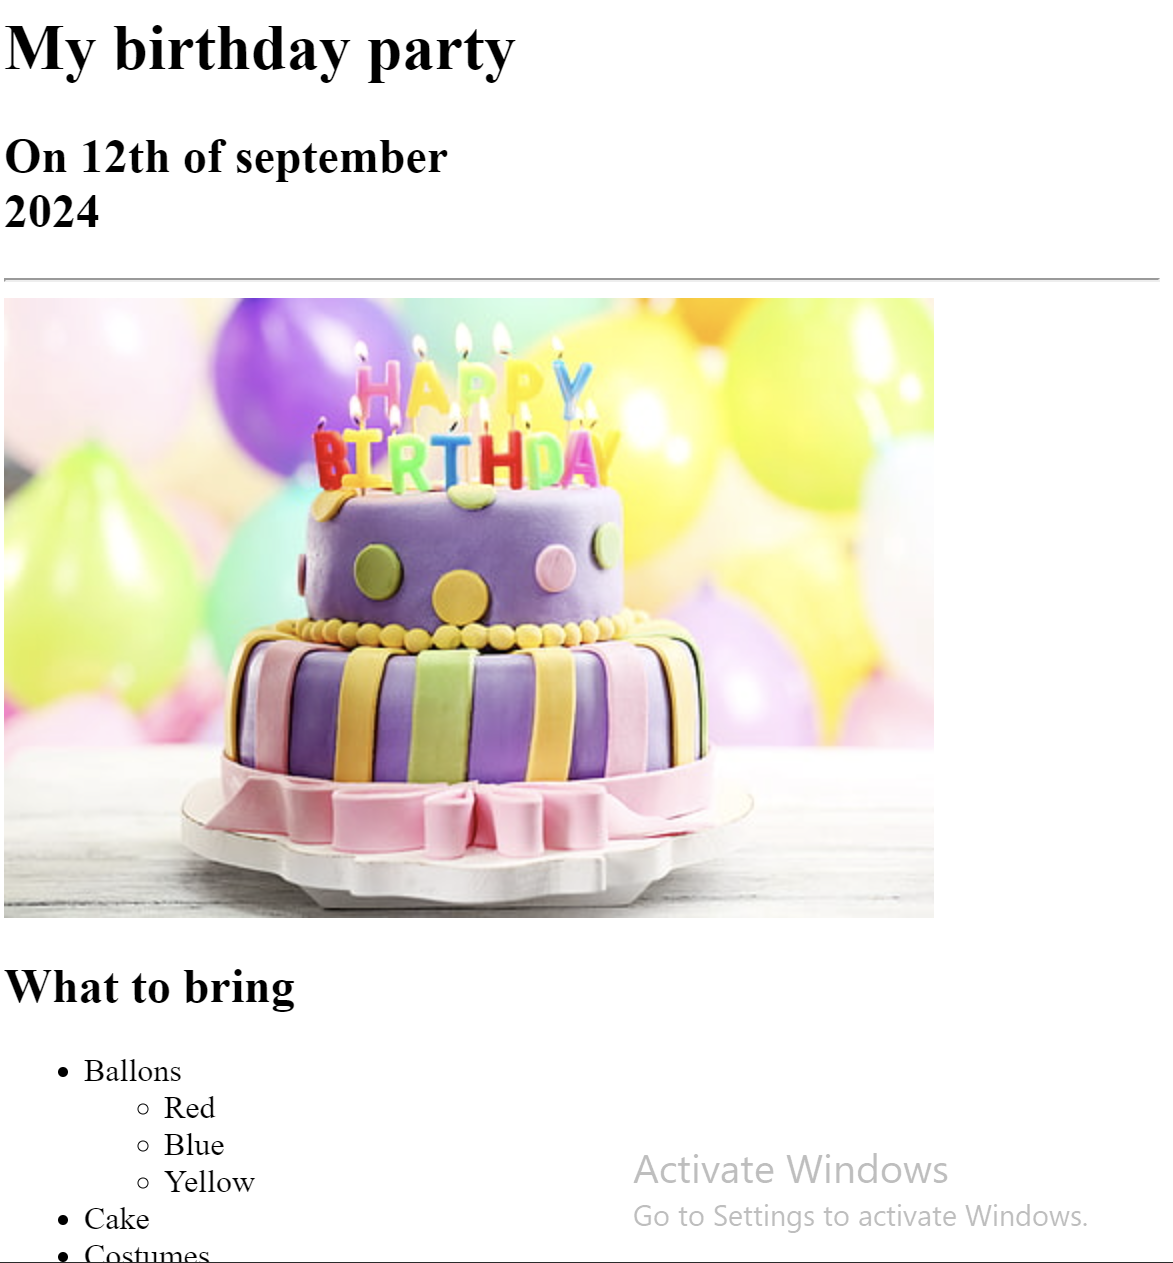 My birthday party
On 12th of september
2024
HAPPY
BIRTHDAY
What to bring
Ballons
Red
Blue
Yellow
Cake
Costumes
Activate Windows
Go to Settings to activate Windows.